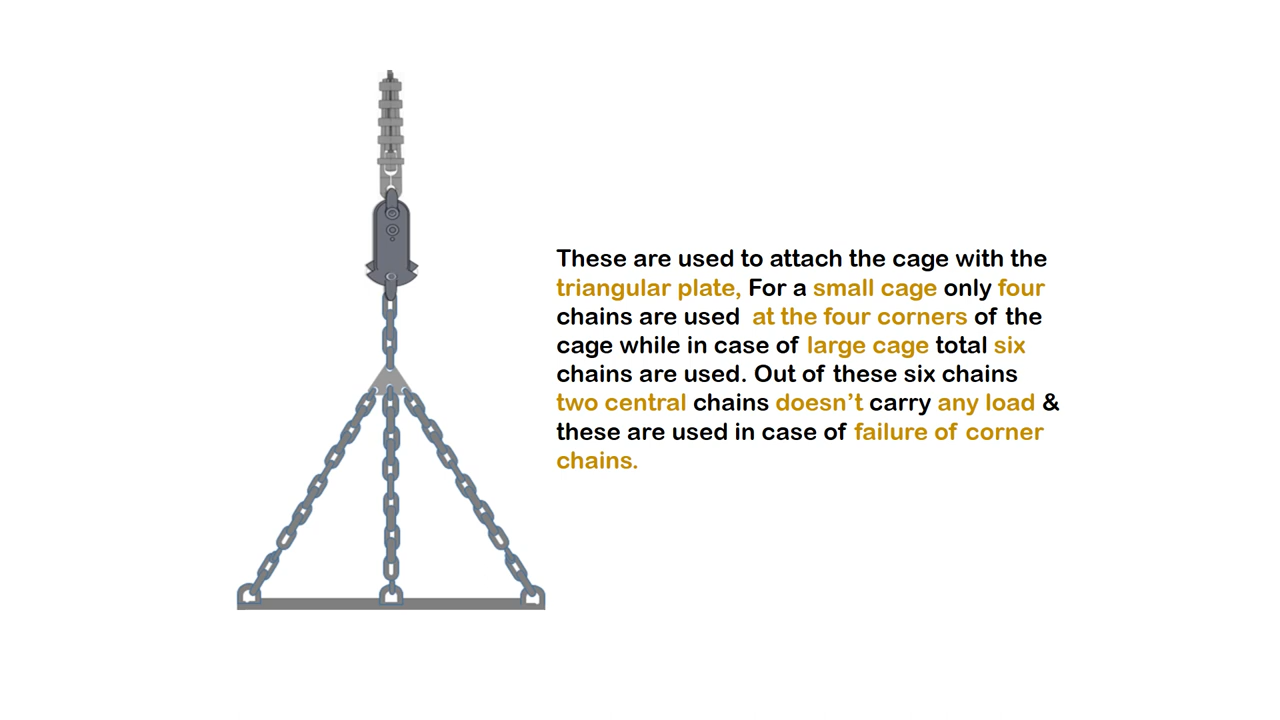 These are used to attach the cage with the
triangular plate, For a small cage only four
chains are used at the four corners of the
cage while in case of large cage total six
chains are used. Out of these six chains
two central chains doesn’t carry any load &
these are used in case of failure of corner
chains.